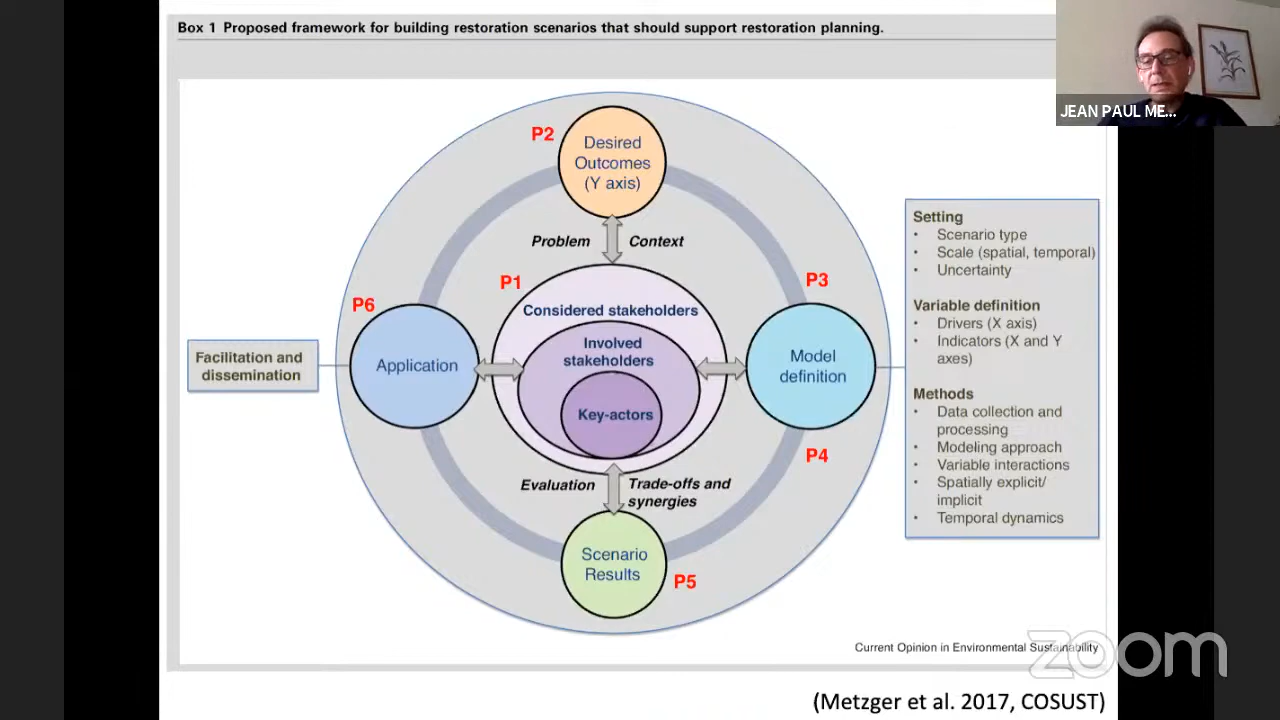 Box 1 Proposed framework for building restoration scenarios that should support restoration planning.
JEAN PAUL ME...
P2
Desired
Outcomes
(Y axis)
Problem
Context
P1
Considered stakeholders
Involved
stakeholders
Key-actors
P3
Model
definition
P4
P6
Application
Facilitation and
dissemination
Evaluation
Trade-offs and
synergies
Scenario
Results
P5
Setting
• Scenario type
• Scale (spatial, temporal)
• Uncertainty
Variable definition
• Drivers (X axis)
• Indicators (X and Y
axes)
Methods
• Data collection and
processing
• Modeling approach
• Variable interactions
• Spatially explicit/
implicit
• Temporal dynamics
Current Opinion in Environmental Sustainability
zoom
(Metzger et al. 2017, COSUST)